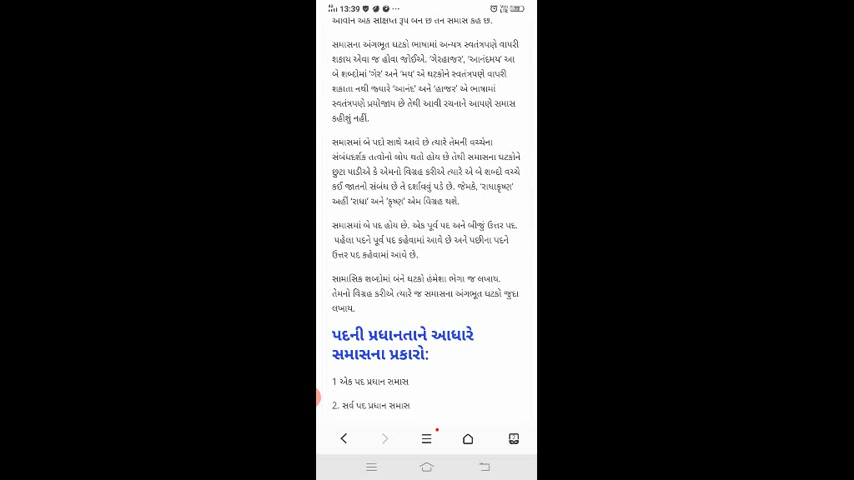 13:39
આવીને એક સંક્ષિપ્ત રૂપ બને છે તેને સમાસ કહે છે.
સમાસના અંગભૂત ઘટકો ભાષામાં અન્યત્ર સ્વતંત્રપણે વાપરી
શકાય એવા જ હોવા જોઈએ. 'ગેરહાજર', 'આનંદમય' આ
બે શબ્દોમાં 'ગેર' અને 'મય' એ ઘટકોને સ્વતંત્રપણે વાપરી
શકાતા નથી જ્યારે 'આનંદ' અને 'હાજર' એ ભાષામાં
સ્વતંત્રપણે પ્રયોજાય છે તેથી આવી રચનાને આપણે સમાસ
કહીશું નહીં.
સમાસમાં બે પદો સાથે આવે છે ત્યારે તેમની વચ્ચેના
સંબંધદર્શક તત્વોનો લોપ થતો હોય છે તેથી સમાસના ઘટકોને
છુટા પાડીએ કે એમનો વિગ્રહ કરીએ ત્યારે એ બે શબ્દો વચ્ચે
કઈ જાતનો સંબંધ છે તે દર્શાવવું પડે છે. જેમકે, 'રાધાકૃષ્ણ'
અહીં 'રાધા' અને 'કૃષ્ણ' એમ વિગ્રહ થશે.
સમાસમાં બે પદ હોય છે. એક પૂર્વ પદ અને બીજું ઉત્તર પદ.
પહેલા પદને પૂર્વ પદ કહેવામાં આવે છે અને પછીના પદને
ઉત્તર પદ કહેવામાં આવે છે.
સામાસિક શબ્દોમાં બંને ઘટકો હંમેશા ભેગા જ લખાય.
તેમનો વિગ્રહ કરીએ ત્યારે જ સમાસના અંગભૂત ઘટકો જુદા
લખાય.
પદની પ્રધાનતાને આધારે
સમાસના પ્રકારો:
1 એક પદ પ્રધાન સમાસ
2. સર્વ પદ પ્રધાન સમાસ